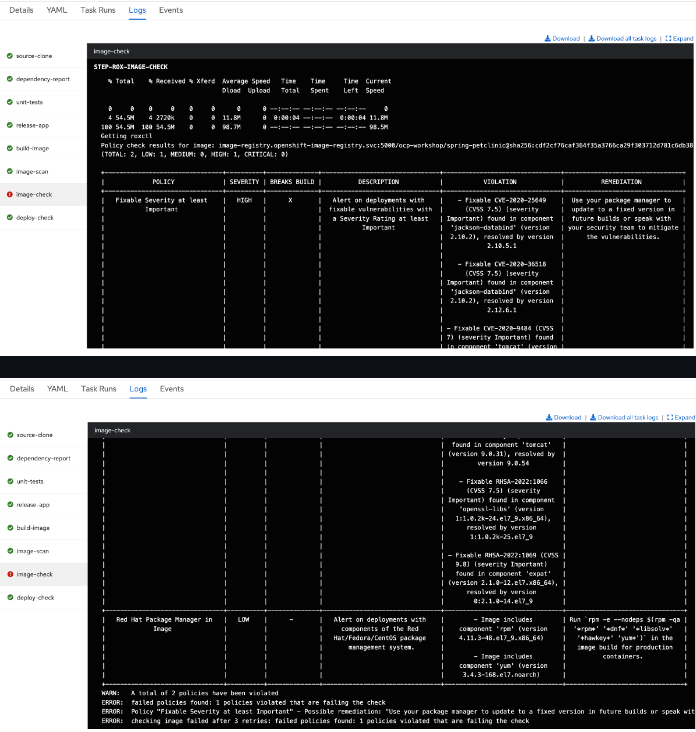 Details YAML Task Runs Logs Events
Download | Download all task logs | Expand
source-clone
dependency-report
unit-tests
release-app
build-image
image-scan
image-check
deploy-check
image-check
STEP-ROX-IMAGE-CHECK
% Total % Received % Xferd Average Speed Time Time Time Current
Dload Upload Total Spent Left Speed
0 0 0 0 0 0 0 0 --:--:-- --:--:-- --:--:-- 0
4 54.5M 4 2720k 0 0 11.8M 0 0:00:04 --:--:-- 0:00:04 11.8M
100 54.5M 100 54.5M 0 0 98.7M 0 --:--:-- --:--:-- --:--:-- 98.5M
Getting roxctl
Policy check results for image: image-registry.openshift-image-registry.svc:5000/ocp-workshop/spring-petclinic@sha256:cdf2cf76caf364f35a3766ca29f303712d781c6db38
(TOTAL: 2, LOW: 1, MEDIUM: 0, HIGH: 1, CRITICAL: 0)
POLICY | SEVERITY | BREAKS BUILD | DESCRIPTION | VIOLATION | REMEDIATION
Fixable Severity at least | HIGH | X | Alert on deployments with | - Fixable CVE-2020-25649 | Use your package manager to
Important | fixable vulnerabilities with | (CVSS 7.5) (severity | update to a fixed version in
a Severity Rating at least | Important) found in component | future builds or speak with
Important | 'jackson-databind' (version | your security team to mitigate
2.10.2), resolved by version | the vulnerabilities.
2.10.5.1
- Fixable CVE-2020-36518
(CVSS 7.5) (severity
Important) found in component
'jackson-databind' (version
2.10.2), resolved by version
2.12.6.1
- Fixable CVE-2020-9484 (CVSS
7) (severity Important) found
in component 'tomcat' (version
Details YAML Task Runs Logs Events
Download | Download all task logs | Expand
source-clone
dependency-report
unit-tests
release-app
build-image
image-scan
image-check
deploy-check
image-check
found in component 'tomcat'
(version 9.0.31), resolved by
version 9.0.54
- Fixable RHSA-2022:1066
(CVSS 7.5) (severity
Important) found in component
'openssl-libs' (version
1:1.0.2k-24.el7_9.x86_64),
resolved by version
1:1.0.2k-25.el7_9
- Fixable RHSA-2022:1069 (CVSS
9.8) (severity Important)
found in component 'expat'
(version 2.1.0-12.el7.x86_64),
resolved by version
0:2.1.0-14.el7_9
Red Hat Package Manager in | LOW | - | Alert on deployments with | - Image includes | Run `rpm -e --nodeps $(rpm -qa
Image | components of the Red | component 'rpm' (version | '*rpm*' '*dnf*' '*libsolv*'
Hat/Fedora/CentOS package | 4.11.3-48.el7_9.x86_64) | '*hawkey*' 'yum*')` in the
management system. | image build for production
- Image includes | containers.
component 'yum' (version
3.4.3-168.el7.noarch)
WARN: A total of 2 policies have been violated
ERROR: failed policies found: 1 policies violated that are failing the check
ERROR: Policy "Fixable Severity at least Important" - Possible remediation: "Use your package manager to update to a fixed version in future builds or speak wit
ERROR: checking image failed after 3 retries: failed policies found: 1 policies violated that are failing the check